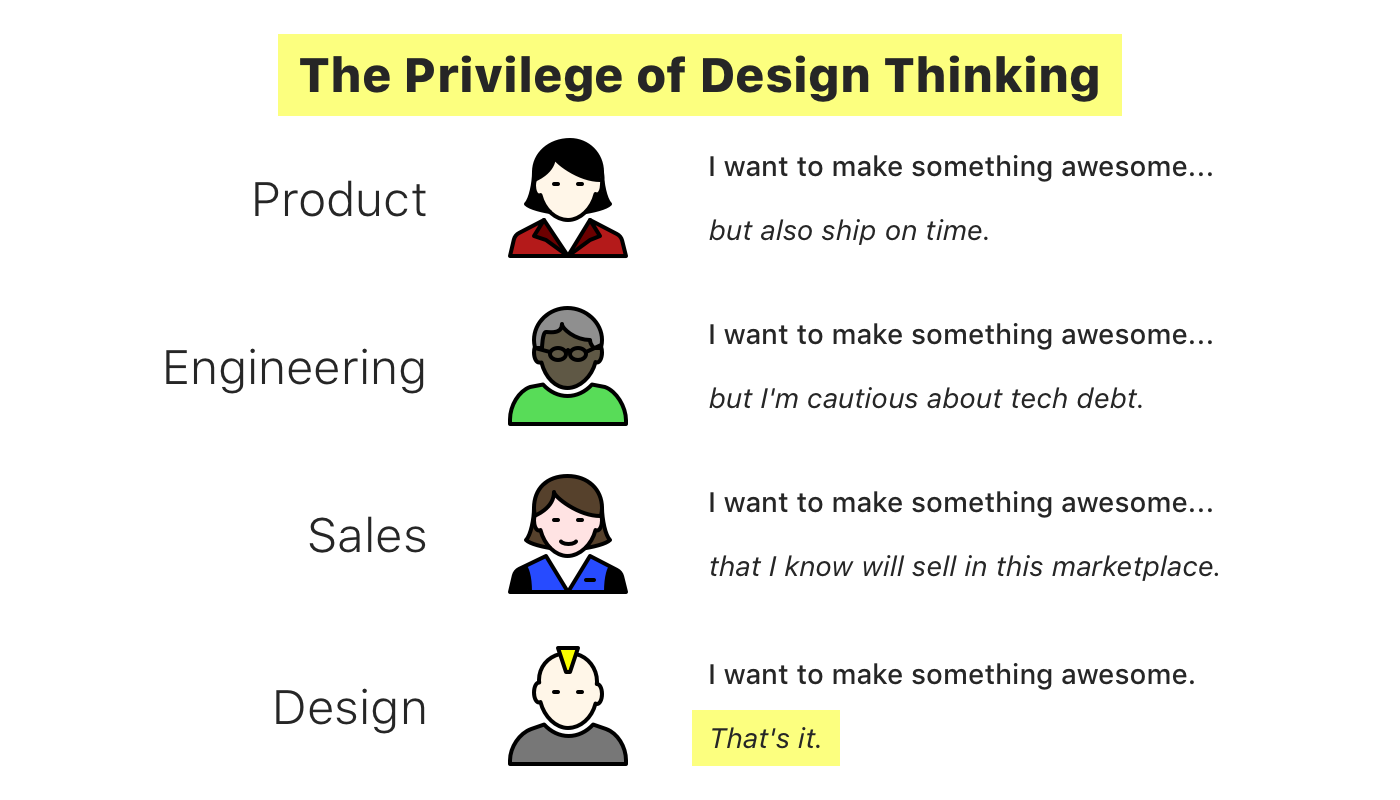 The Privilege of Design Thinking
Product
I want to make something awesome...
but also ship on time.
Engineering
I want to make something awesome...
but I'm cautious about tech debt.
Sales
I want to make something awesome...
that I know will sell in this marketplace.
Design
I want to make something awesome.
That's it.